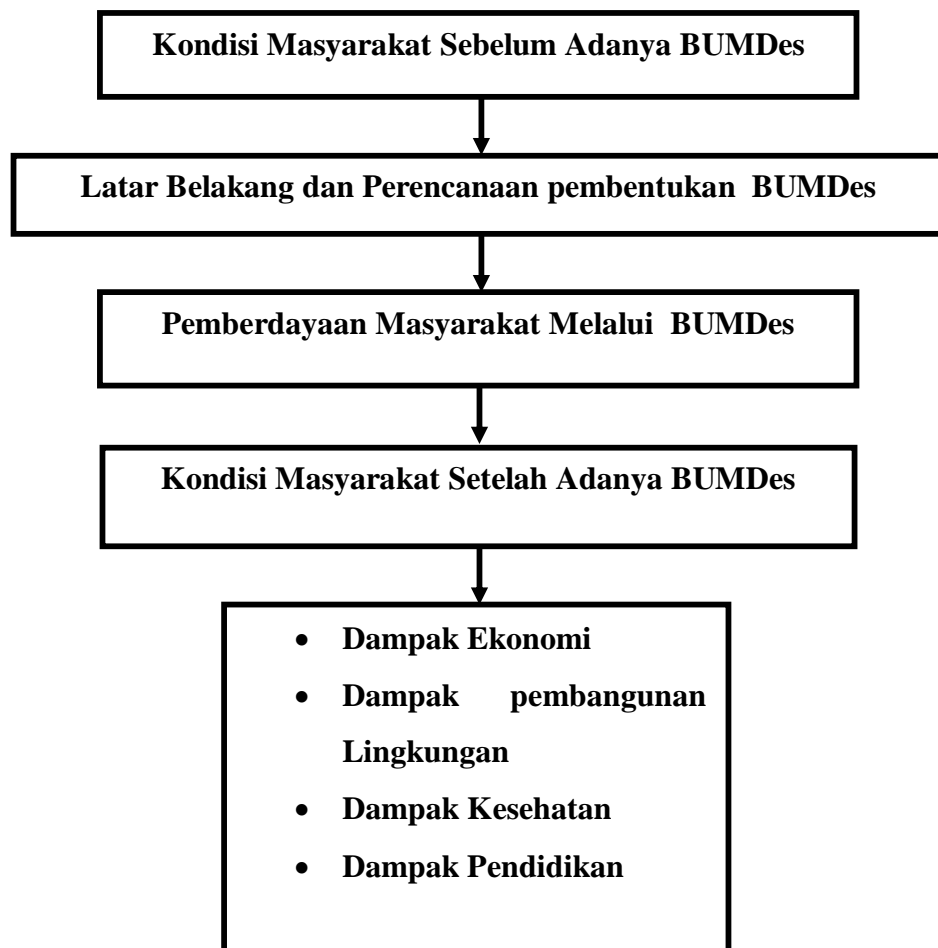 Kondisi Masyarakat Sebelum Adanya BUMDes
Latar Belakang dan Perencanaan pembentukan BUMDes
Pemberdayaan Masyarakat Melalui BUMDes
Kondisi Masyarakat Setelah Adanya BUMDes
• Dampak Ekonomi
• Dampak pembangunan
Lingkungan
• Dampak Kesehatan
• Dampak Pendidikan